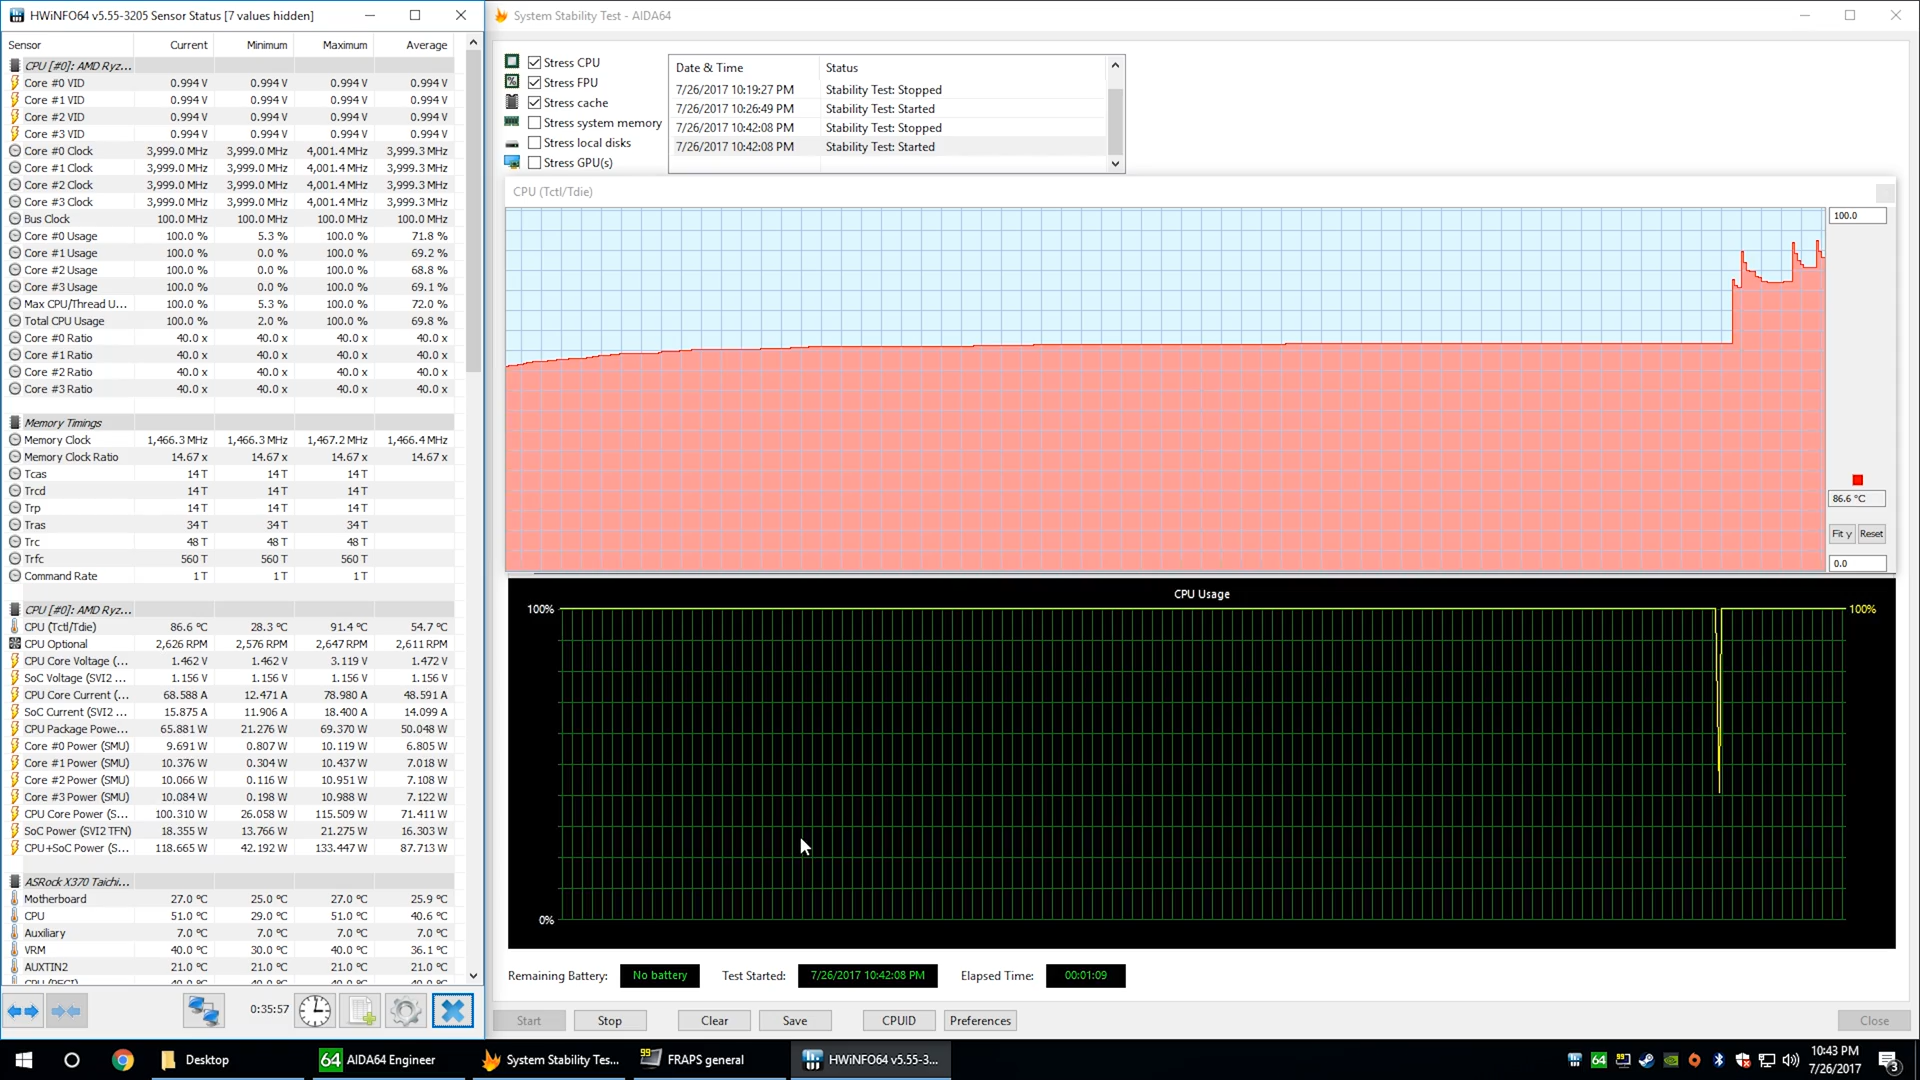 HWiNFO64 v5.55-3205 Sensor Status [7 values hidden]
Sensor Current Minimum Maximum Average
CPU [#0]: AMD Ryz...
Core #0 VID 0.994 V 0.994 V 0.994 V 0.994 V
Core #1 VID 0.994 V 0.994 V 0.994 V 0.994 V
Core #2 VID 0.994 V 0.994 V 0.994 V 0.994 V
Core #3 VID 0.994 V 0.994 V 0.994 V 0.994 V
Core #0 Clock 3,999.0 MHz 3,999.0 MHz 4,001.4 MHz 3,999.3 MHz
Core #1 Clock 3,999.0 MHz 3,999.0 MHz 4,001.4 MHz 3,999.3 MHz
Core #2 Clock 3,999.0 MHz 3,999.0 MHz 4,001.4 MHz 3,999.3 MHz
Core #3 Clock 3,999.0 MHz 3,999.0 MHz 4,001.4 MHz 3,999.3 MHz
Bus Clock 100.0 MHz 100.0 MHz 100.0 MHz 100.0 MHz
Core #0 Usage 100.0 % 5.3 % 100.0 % 71.8 %
Core #1 Usage 100.0 % 0.0 % 100.0 % 69.2 %
Core #2 Usage 100.0 % 0.0 % 100.0 % 68.8 %
Core #3 Usage 100.0 % 0.0 % 100.0 % 69.1 %
Max CPU/Thread U... 100.0 % 5.3 % 100.0 % 72.0 %
Total CPU Usage 100.0 % 2.0 % 100.0 % 69.8 %
Core #0 Ratio 40.0 x 40.0 x 40.0 x 40.0 x
Core #1 Ratio 40.0 x 40.0 x 40.0 x 40.0 x
Core #2 Ratio 40.0 x 40.0 x 40.0 x 40.0 x
Core #3 Ratio 40.0 x 40.0 x 40.0 x 40.0 x
Memory Timings
Memory Clock 1,466.3 MHz 1,466.3 MHz 1,467.2 MHz 1,466.4 MHz
Memory Clock Ratio 14.67 x 14.67 x 14.67 x 14.67 x
Tcas 14 T 14 T 14 T
Trcd 14 T 14 T 14 T
Trp 14 T 14 T 14 T
Tras 34 T 34 T 34 T
Trc 48 T 48 T 48 T
Trfc 560 T 560 T 560 T
Command Rate 1 T 1 T 1 T
CPU [#0]: AMD Ryz...
CPU (Tctl/Tdie) 86.6 °C 28.3 °C 91.4 °C 54.7 °C
CPU Optional 2,626 RPM 2,576 RPM 2,647 RPM 2,611 RPM
CPU Core Voltage (... 1.462 V 1.462 V 3.119 V 1.472 V
SoC Voltage (SVI2 ... 1.156 V 1.156 V 1.156 V 1.156 V
CPU Core Current (... 68.588 A 12.471 A 78.980 A 48.591 A
SoC Current (SVI2 ... 15.875 A 11.906 A 18.400 A 14.099 A
CPU Package Powe... 65.881 W 21.276 W 69.370 W 50.048 W
Core #0 Power (SMU) 9.691 W 0.807 W 10.119 W 6.805 W
Core #1 Power (SMU) 10.376 W 0.304 W 10.437 W 7.018 W
Core #2 Power (SMU) 10.066 W 0.116 W 10.951 W 7.108 W
Core #3 Power (SMU) 10.084 W 0.198 W 10.988 W 7.122 W
CPU Core Power (S... 100.310 W 26.058 W 115.509 W 71.411 W
SoC Power (SVI2 TFN) 18.355 W 13.766 W 21.275 W 16.303 W
CPU+SoC Power (S... 118.665 W 42.192 W 133.447 W 87.713 W
ASRock X370 Taichi...
Motherboard 27.0 °C 25.0 °C 27.0 °C 25.9 °C
CPU 51.0 °C 29.0 °C 51.0 °C 40.6 °C
Auxiliary 7.0 °C 7.0 °C 7.0 °C 7.0 °C
VRM 40.0 °C 30.0 °C 40.0 °C 36.1 °C
AUXTIN2 21.0 °C 21.0 °C 21.0 °C 21.0 °C
0:35:57
System Stability Test - AIDA64
Stress CPU
Stress FPU
Stress cache
Stress system memory
Stress local disks
Stress GPU(s)
Date & Time Status
7/26/2017 10:19:27 PM Stability Test: Stopped
7/26/2017 10:26:49 PM Stability Test: Started
7/26/2017 10:42:08 PM Stability Test: Stopped
7/26/2017 10:42:08 PM Stability Test: Started
CPU (Tctl/Tdie)
100.0
86.6 °C
Fit y Reset
0.0
CPU Usage
100% 100%
0%
Remaining Battery: No battery Test Started: 7/26/2017 10:42:08 PM Elapsed Time: 00:01:09
Start Stop Clear Save CPUID Preferences Close
Desktop 64 AIDA64 Engineer System Stability Tes... 99 FRAPS general HWiNFO64 v5.55-3... 64 99 10:43 PM
7/26/2017 3